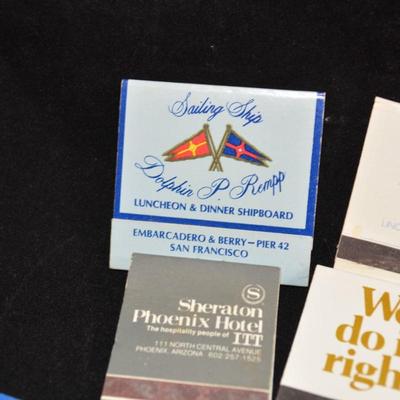 Sailing Ship
Dolphin P. Rempp
LUNCHEON & DINNER SHIPBOARD
EMBARCADERO & BERRY—PIER 42
SAN FRANCISCO
S
Sheraton
Phoenix Hotel
The hospitality people of
ITT
111 NORTH CENTRAL AVENUE
PHOENIX, ARIZONA 602-257-1525
do
righ